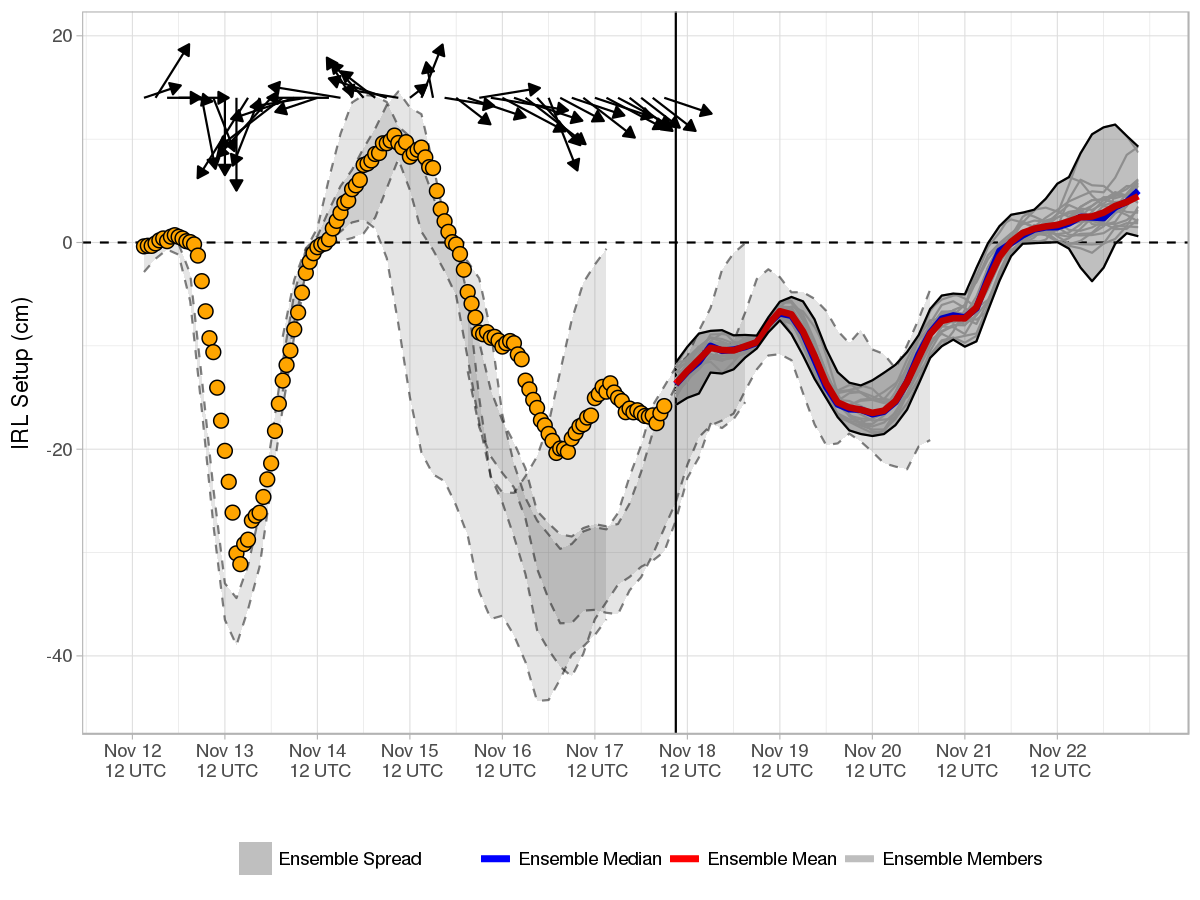 IRL Setup (cm)
20
0
-20
-40
Nov 12 Nov 13 Nov 14 Nov 15 Nov 16 Nov 17 Nov 18 Nov 19 Nov 20 Nov 21 Nov 22
12 UTC 12 UTC 12 UTC 12 UTC 12 UTC 12 UTC 12 UTC 12 UTC 12 UTC 12 UTC 12 UTC
Ensemble Spread Ensemble Median Ensemble Mean Ensemble Members